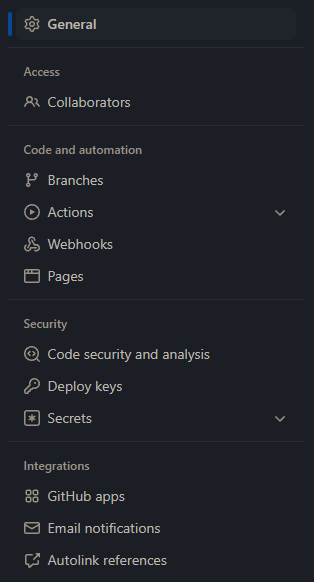 General
Access
Collaborators
Code and automation
Branches
Actions
Webhooks
Pages
Security
Code security and analysis
Deploy keys
Secrets
Integrations
GitHub apps
Email notifications
Autolink references